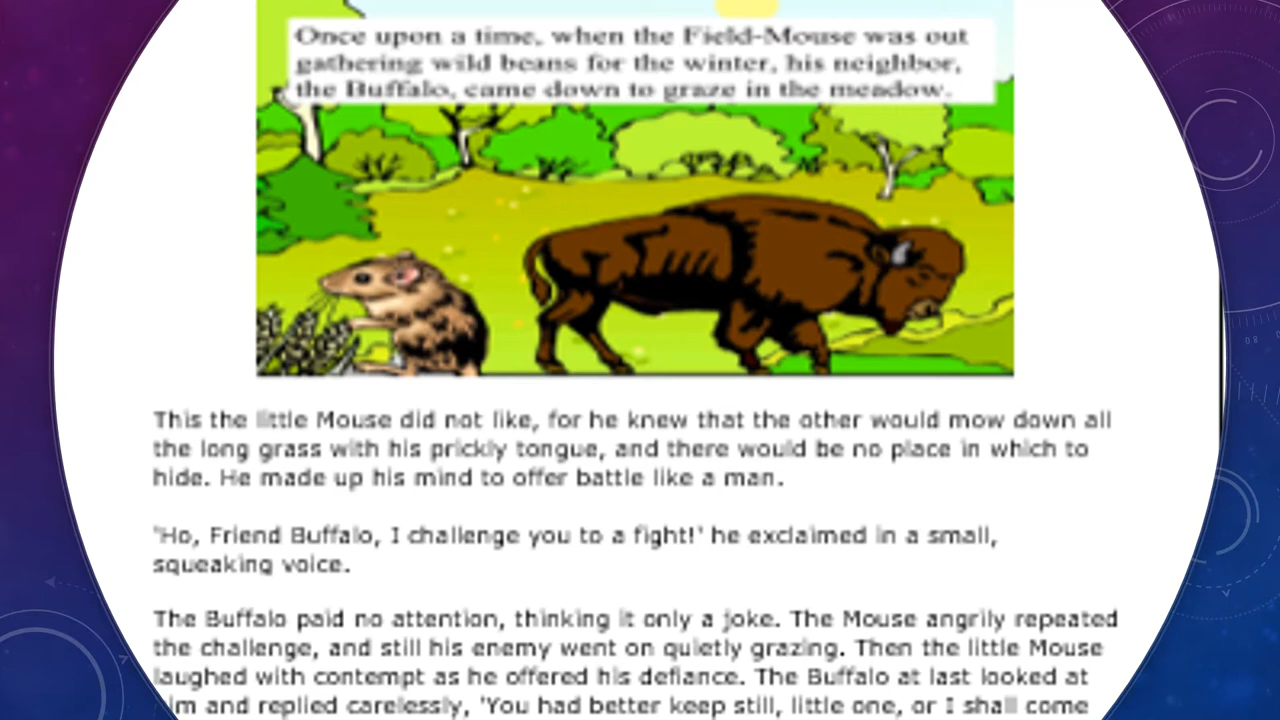 Once upon a time, when the Field-Mouse was out
gathering wild beans for the winter, his neighbor,
the Buffalo, came down to graze in the meadow.
This the little Mouse did not like, for he knew that the other would mow down all
the long grass with his prickly tongue, and there would be no place in which to
hide. He made up his mind to offer battle like a man.
'Ho, Friend Buffalo, I challenge you to a fight!' he exclaimed in a small,
squeaking voice.
The Buffalo paid no attention, thinking it only a joke. The Mouse angrily repeated
the challenge, and still his enemy went on quietly grazing. Then the little Mouse
laughed with contempt as he offered his defiance. The Buffalo at last looked at
him and replied carelessly, 'You had better keep still, little one, or I shall come
80